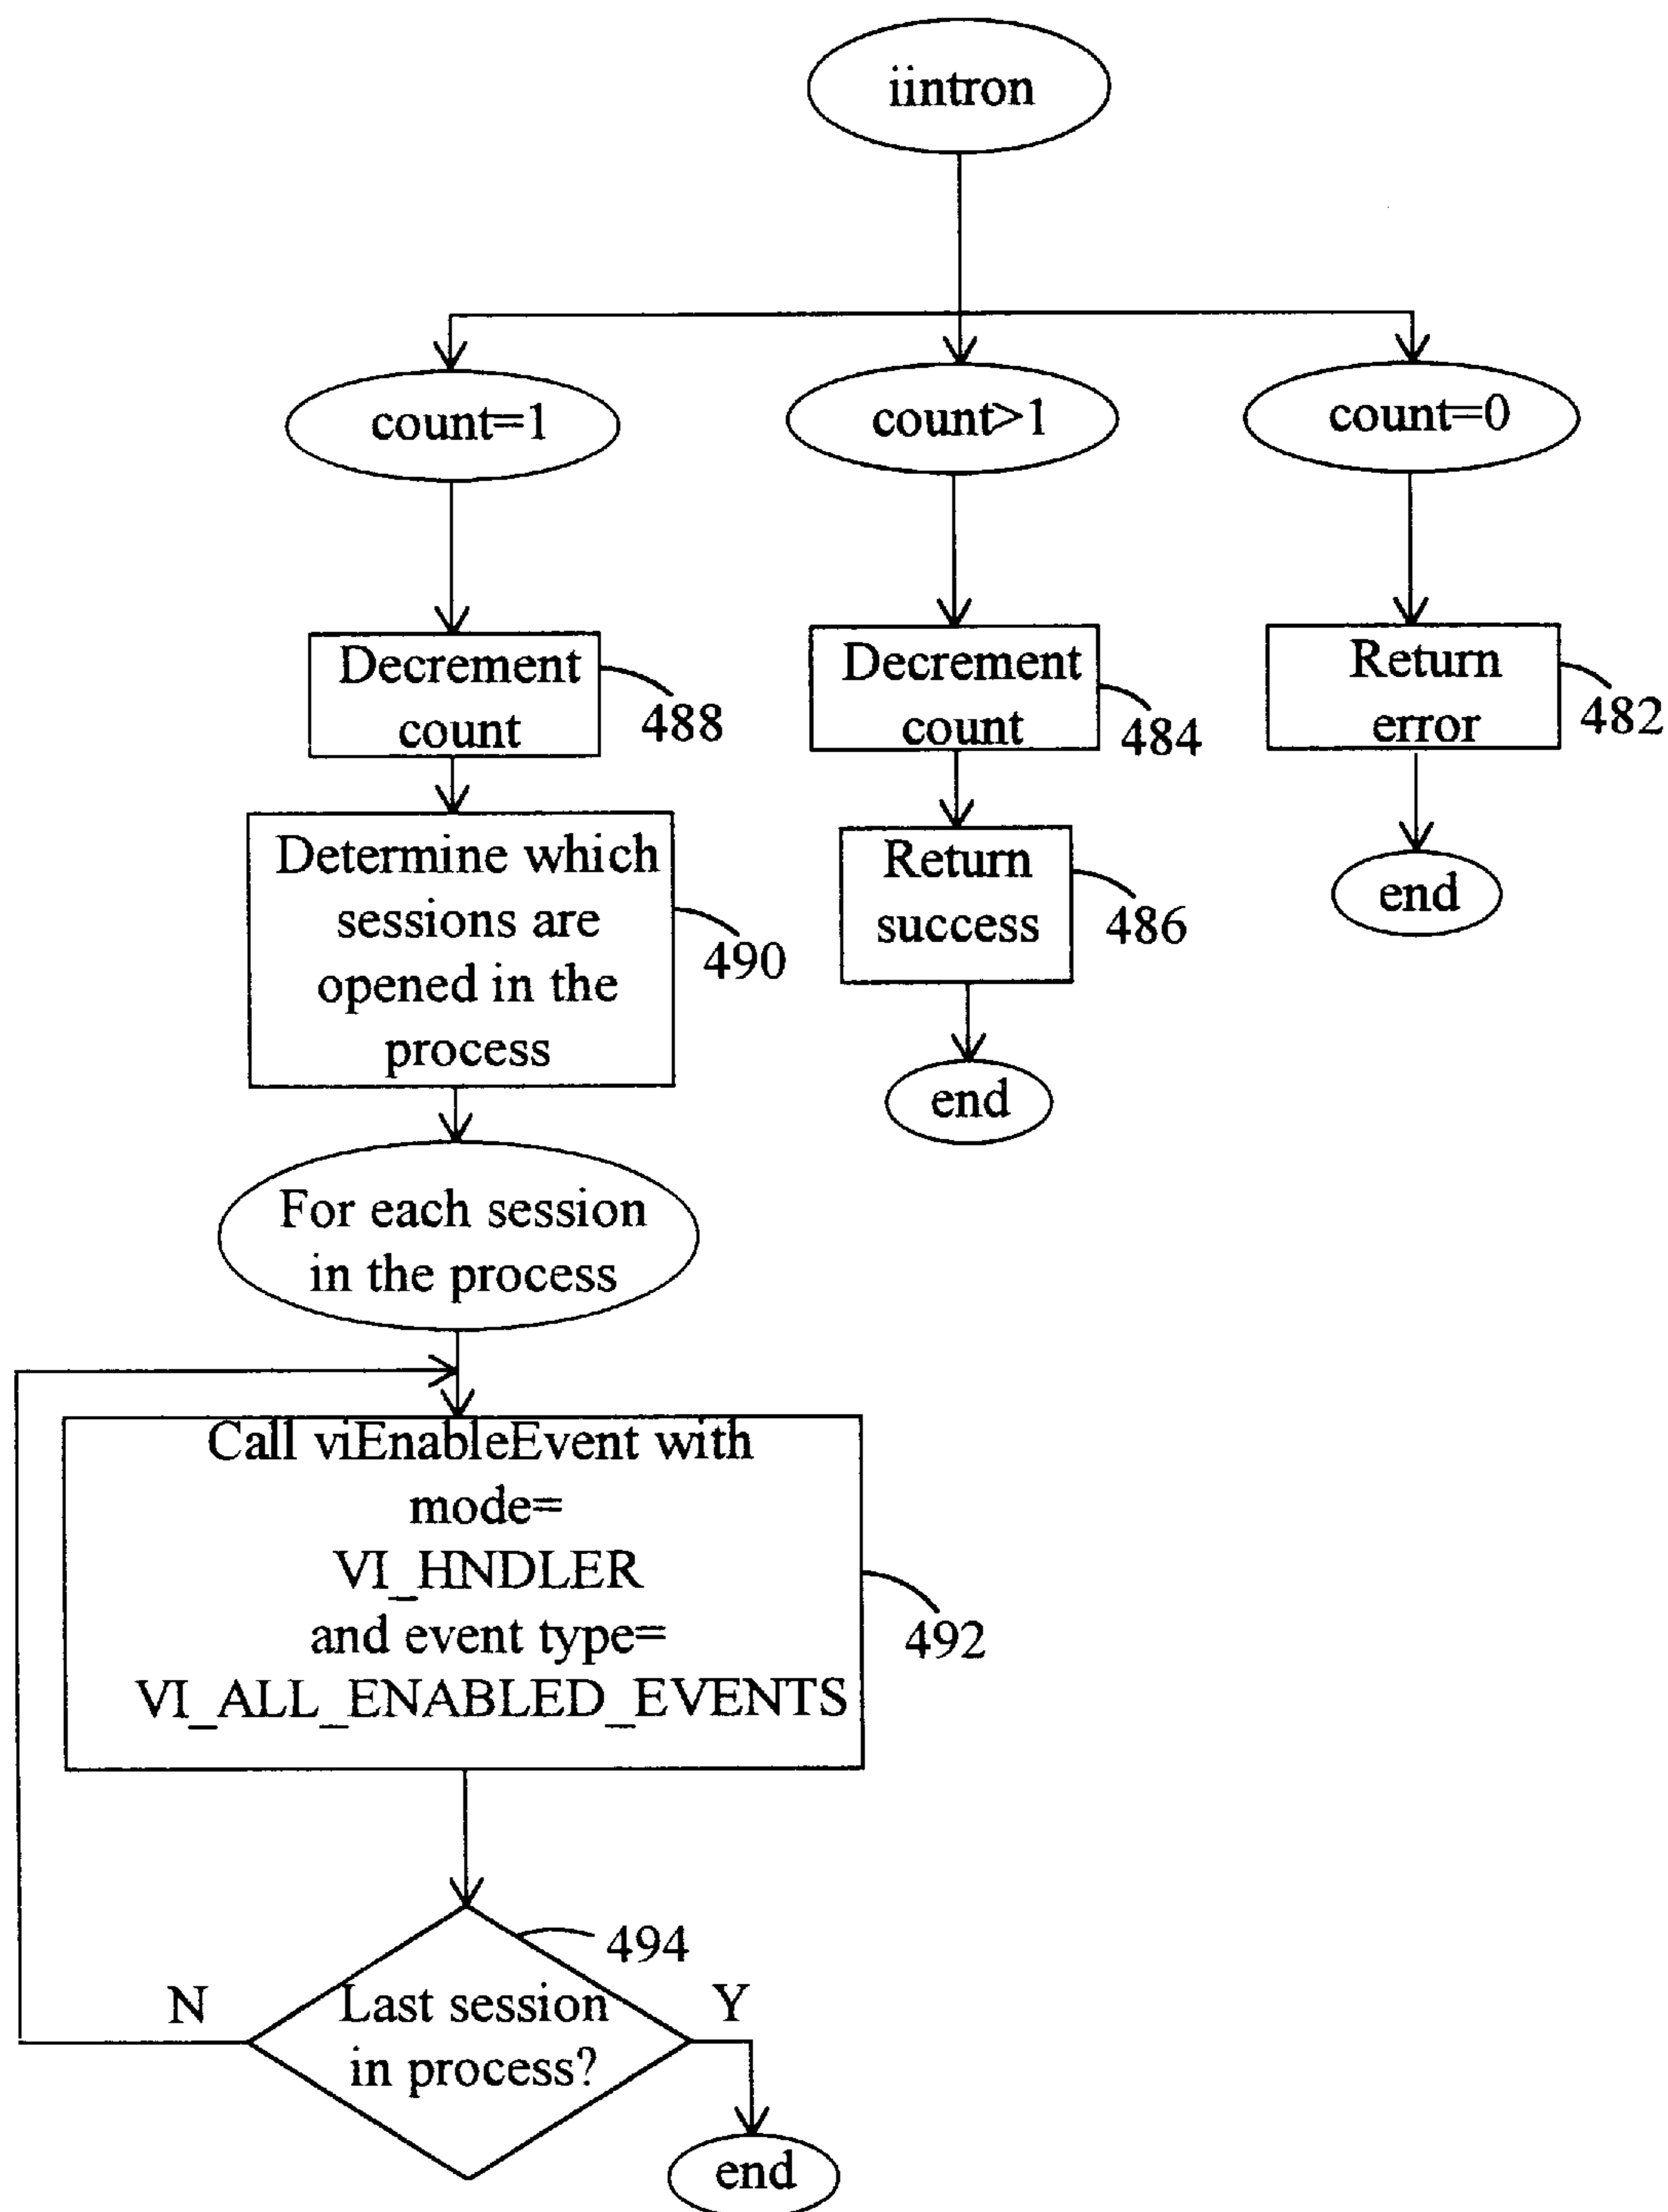 iintron
count=1
count>1
count=0
Decrement
count
488
Decrement
count
484
Return
error
482
Determine which
sessions are
opened in the
process
490
Return
success
486
end
end
For each session
in the process
Call viEnableEvent with
mode=
VI_HNDLER
and event type=
VI_ALL_ENABLED_EVENTS
492
494
Last session
in process?
N
Y
end